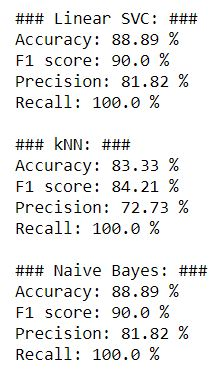 ### Linear SVC: ###
Accuracy: 88.89 %
F1 score: 90.0 %
Precision: 81.82 %
Recall: 100.0 %
### kNN: ###
Accuracy: 83.33 %
F1 score: 84.21 %
Precision: 72.73 %
Recall: 100.0 %
### Naive Bayes: ###
Accuracy: 88.89 %
F1 score: 90.0 %
Precision: 81.82 %
Recall: 100.0 %